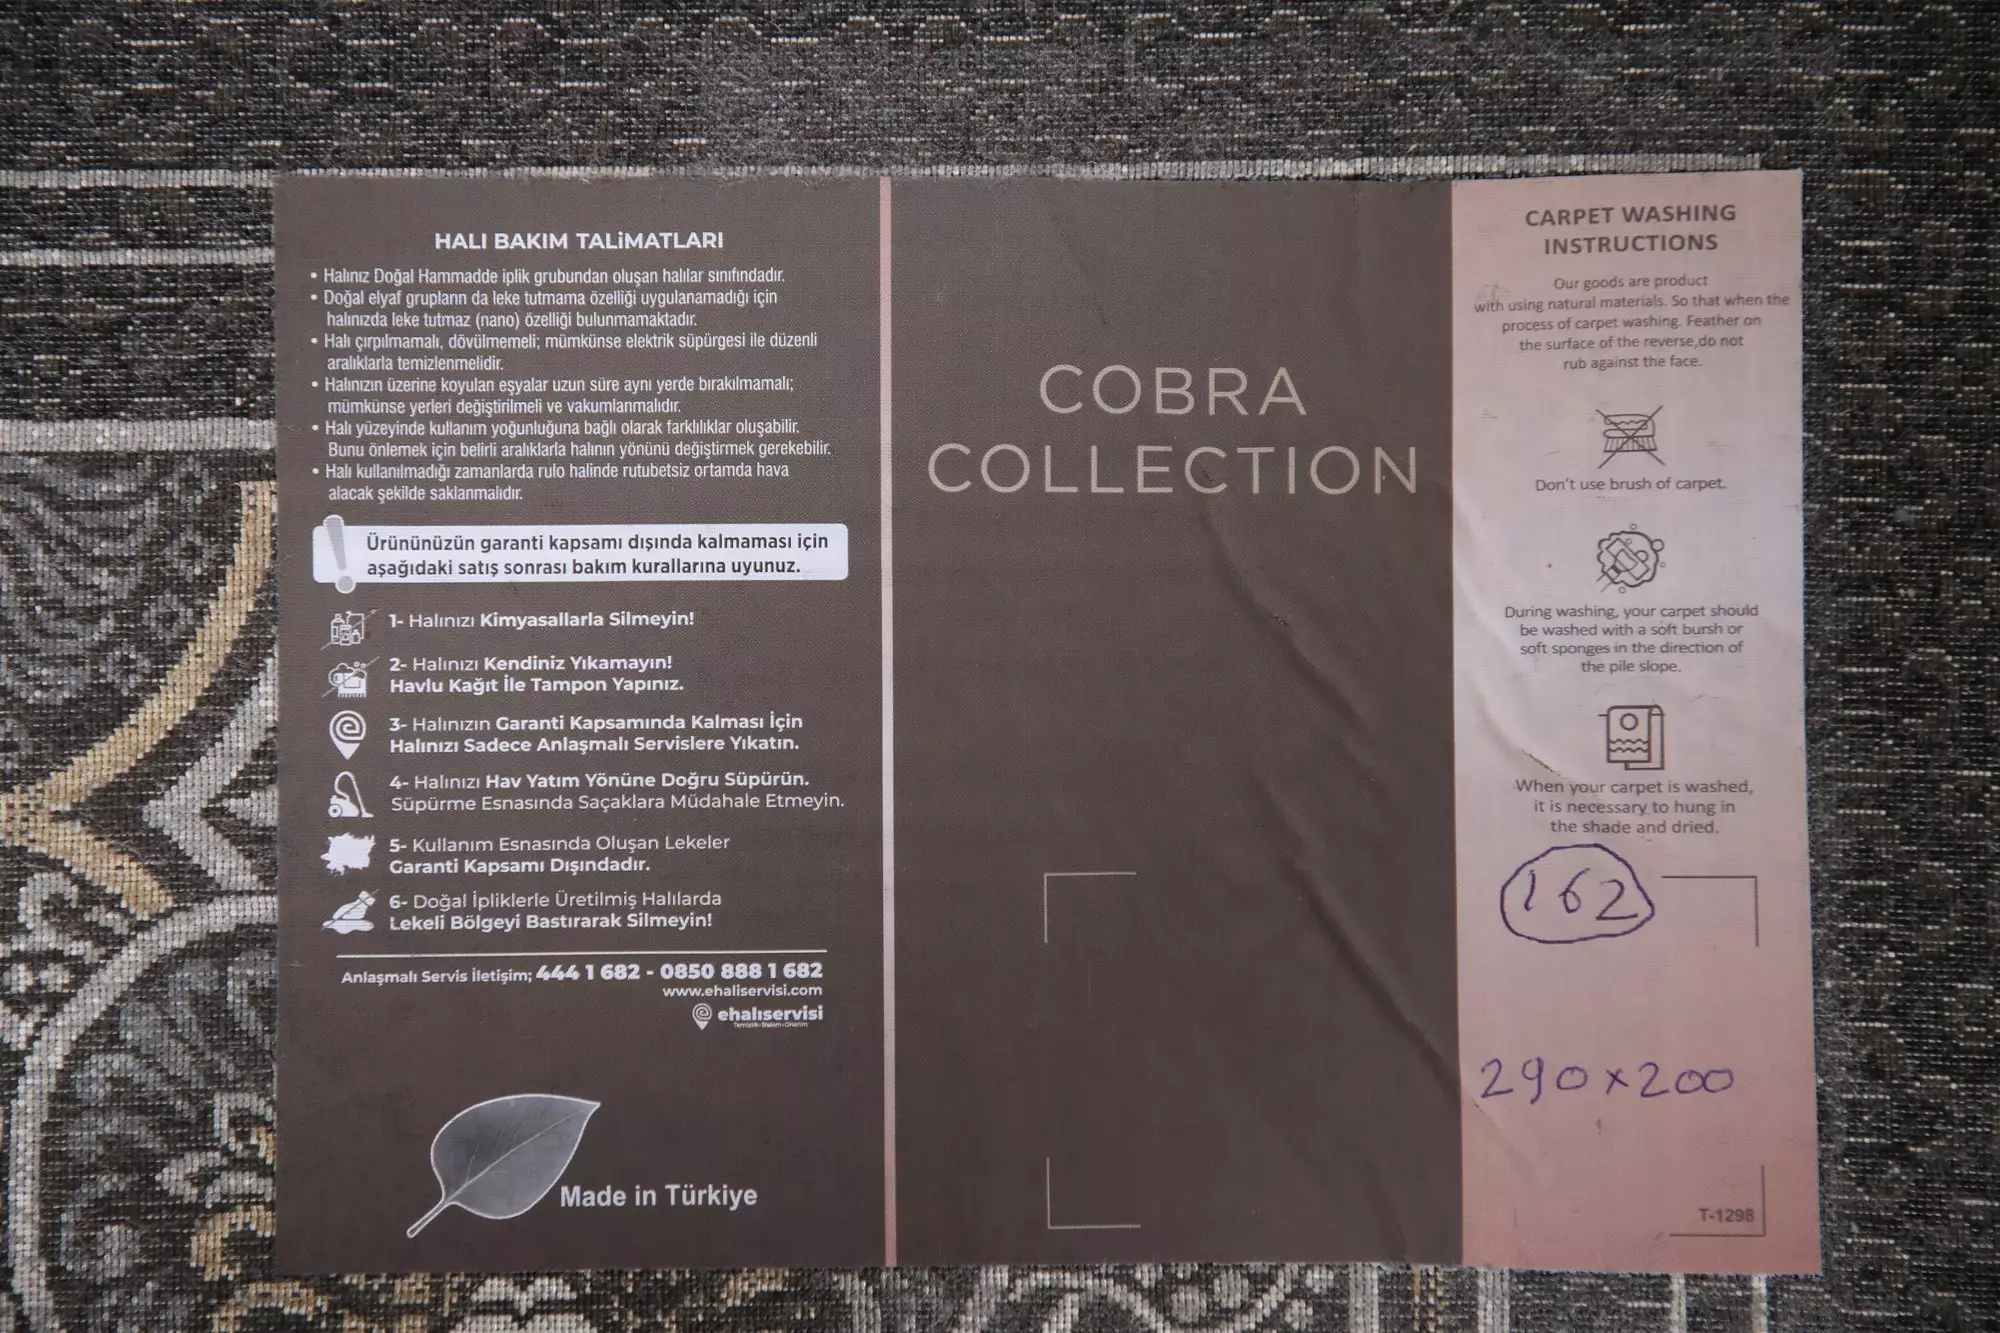 HALI BAKIM TALİMATLARI
• Halınız Doğal Hammadde iplik grubundan oluşan halılar sınıfındadır.
• Doğal elyaf grupların da leke tutmama özelliği uygulanamadığı için
halınızda leke tutmaz (nano) özelliği bulunmamaktadır.
• Halı çırpılmamalı, dövülmemeli; mümkünse elektrik süpürgesi ile düzenli
aralıklarla temizlenmelidir.
• Halınızın üzerine koyulan eşyalar uzun süre aynı yerde bırakılmamalı;
mümkünse yerleri değiştirilmeli ve vakumlanmalıdır.
• Halı yüzeyinde kullanım yoğunluğuna bağlı olarak farklılıklar oluşabilir.
Bunu önlemek için belirli aralıklarla halının yönünü değiştirmek gerekebilir.
• Halı kullanılmadığı zamanlarda rulo halinde rutubetsiz ortamda hava
alacak şekilde saklanmalıdır.
Ürününüzün garanti kapsamı dışında kalmaması için
aşağıdaki satış sonrası bakım kurallarına uyunuz.
1- Halınızı Kimyasallarla Silmeyin!
2- Halınızı Kendiniz Yıkamayın!
Havlu Kağıt İle Tampon Yapınız.
3- Halınızın Garanti Kapsamında Kalması İçin
Halınızı Sadece Anlaşmalı Servislere Yıkatın.
4- Halınızı Hav Yatım Yönüne Doğru Süpürün.
Süpürme Esnasında Saçaklara Müdahale Etmeyin.
5- Kullanım Esnasında Oluşan Lekeler
Garanti Kapsamı Dışındadır.
6- Doğal İpliklerle Üretilmiş Halılarda
Lekeli Bölgeyi Bastırarak Silmeyin!
Anlaşmalı Servis İletişim; 444 1 682 - 0850 888 1 682
www.ehaliservisi.com
ehalıservisi
Temizlik-Bakım-Onarım
Made in Türkiye
COBRA
COLLECTION
CARPET WASHING
INSTRUCTIONS
Our goods are product
with using natural materials. So that when the
process of carpet washing. Feather on
the surface of the reverse,do not
rub against the face.
Don't use brush of carpet.
During washing, your carpet should
be washed with a soft bursh or
soft sponges in the direction of
the pile slope.
When your carpet is washed,
it is necessary to hung in
the shade and dried.
162
290x200
T-1298